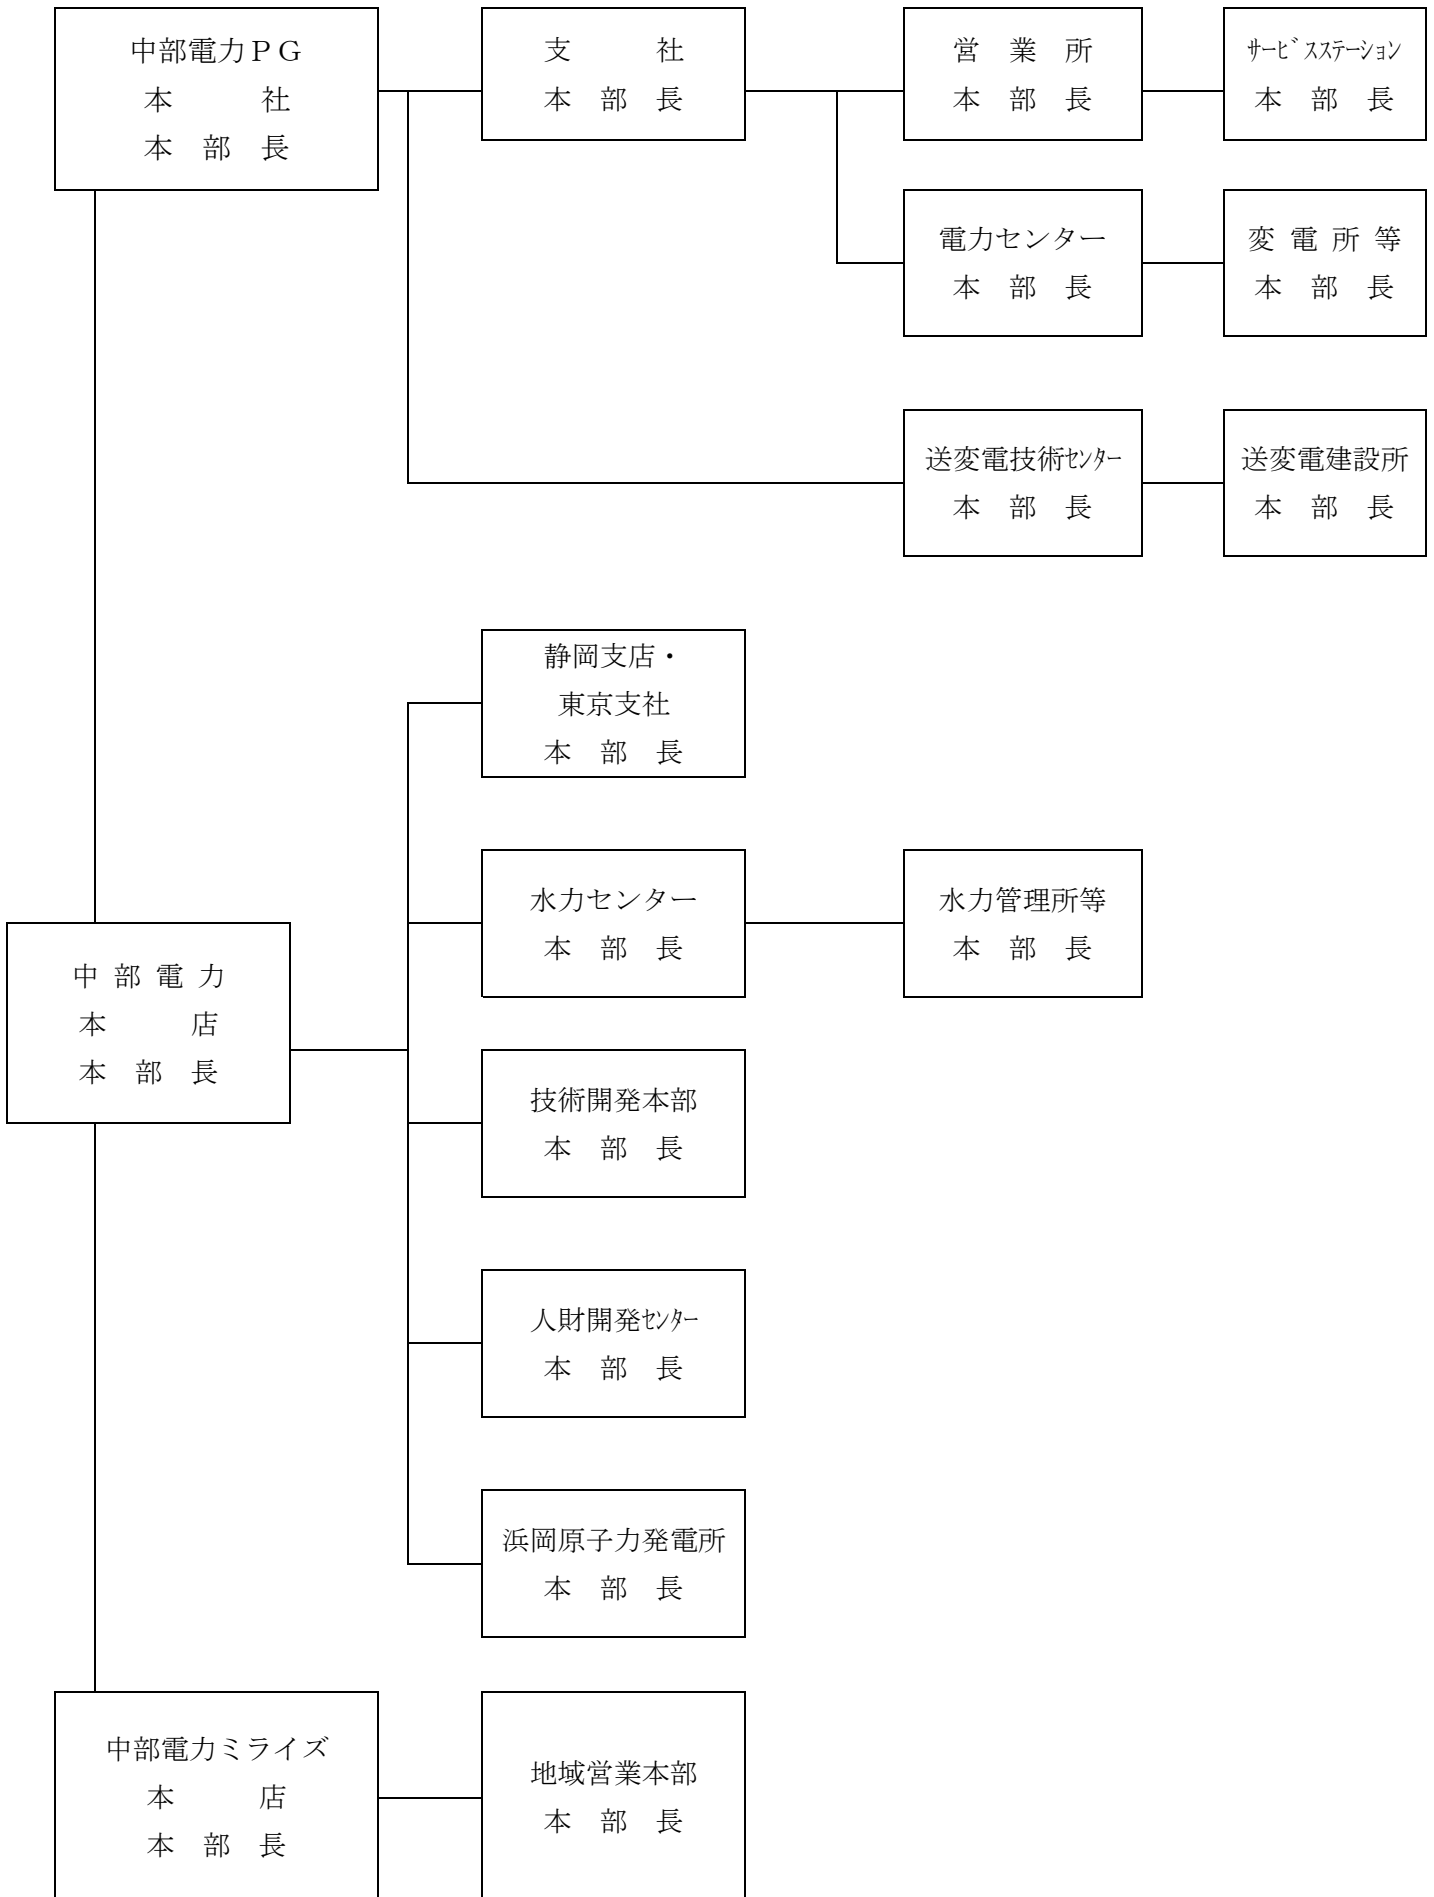 中部電力ＰＧ
本　　　社
本　部　長
支　　　社
本　部　長
営　業　所
本　部　長
ｻｰﾋﾞｽｽﾃｰｼｮﾝ
本　部　長
電力センター
本　部　長
変 電 所 等
本　部　長
送変電技術ｾﾝﾀｰ
本　部　長
送変電建設所
本　部　長
静岡支店・
東京支社
本　部　長
水力センター
本　部　長
水力管理所等
本　部　長
中 部 電 力
本　　　店
本　部　長
技術開発本部
本　部　長
人財開発ｾﾝﾀｰ
本　部　長
浜岡原子力発電所
本　部　長
中部電力ミライズ
本　　　店
本　部　長
地域営業本部
本　部　長